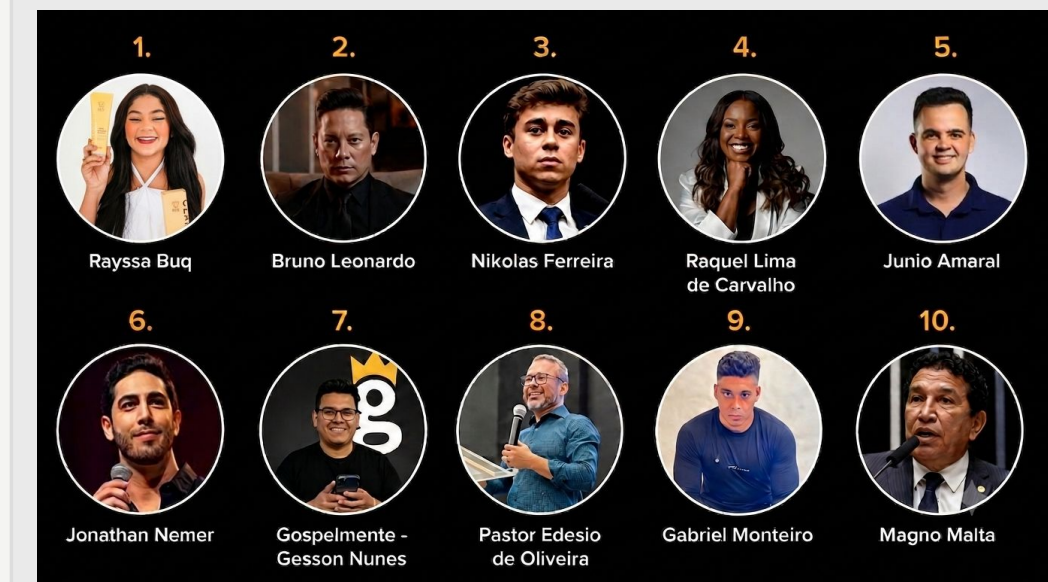 1.
2.
3.
4.
5.
Rayssa Buq
Bruno Leonardo
Nikolas Ferreira
Raquel Lima
de Carvalho
Junio Amaral
6.
7.
8.
9.
10.
g
Jonathan Nemer
Gospelmente -
Gesson Nunes
Pastor Edesio
de Oliveira
Gabriel Monteiro
Magno Malta